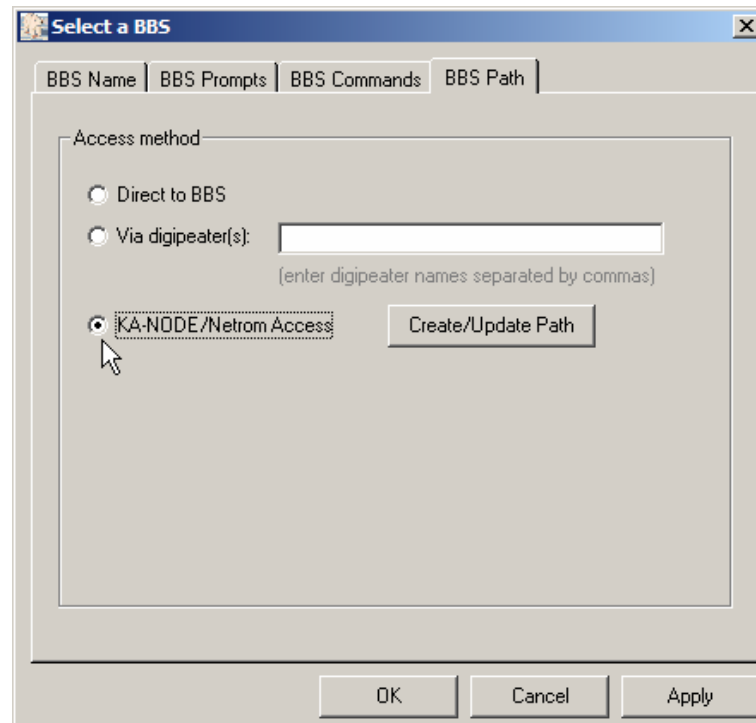 Select a BBS
BBS Name BBS Prompts BBS Commands BBS Path
Access method
Direct to BBS
Via digipeater(s):
(enter digipeater names separated by commas)
KA-NODE/Netrom Access Create/Update Path
OK Cancel Apply